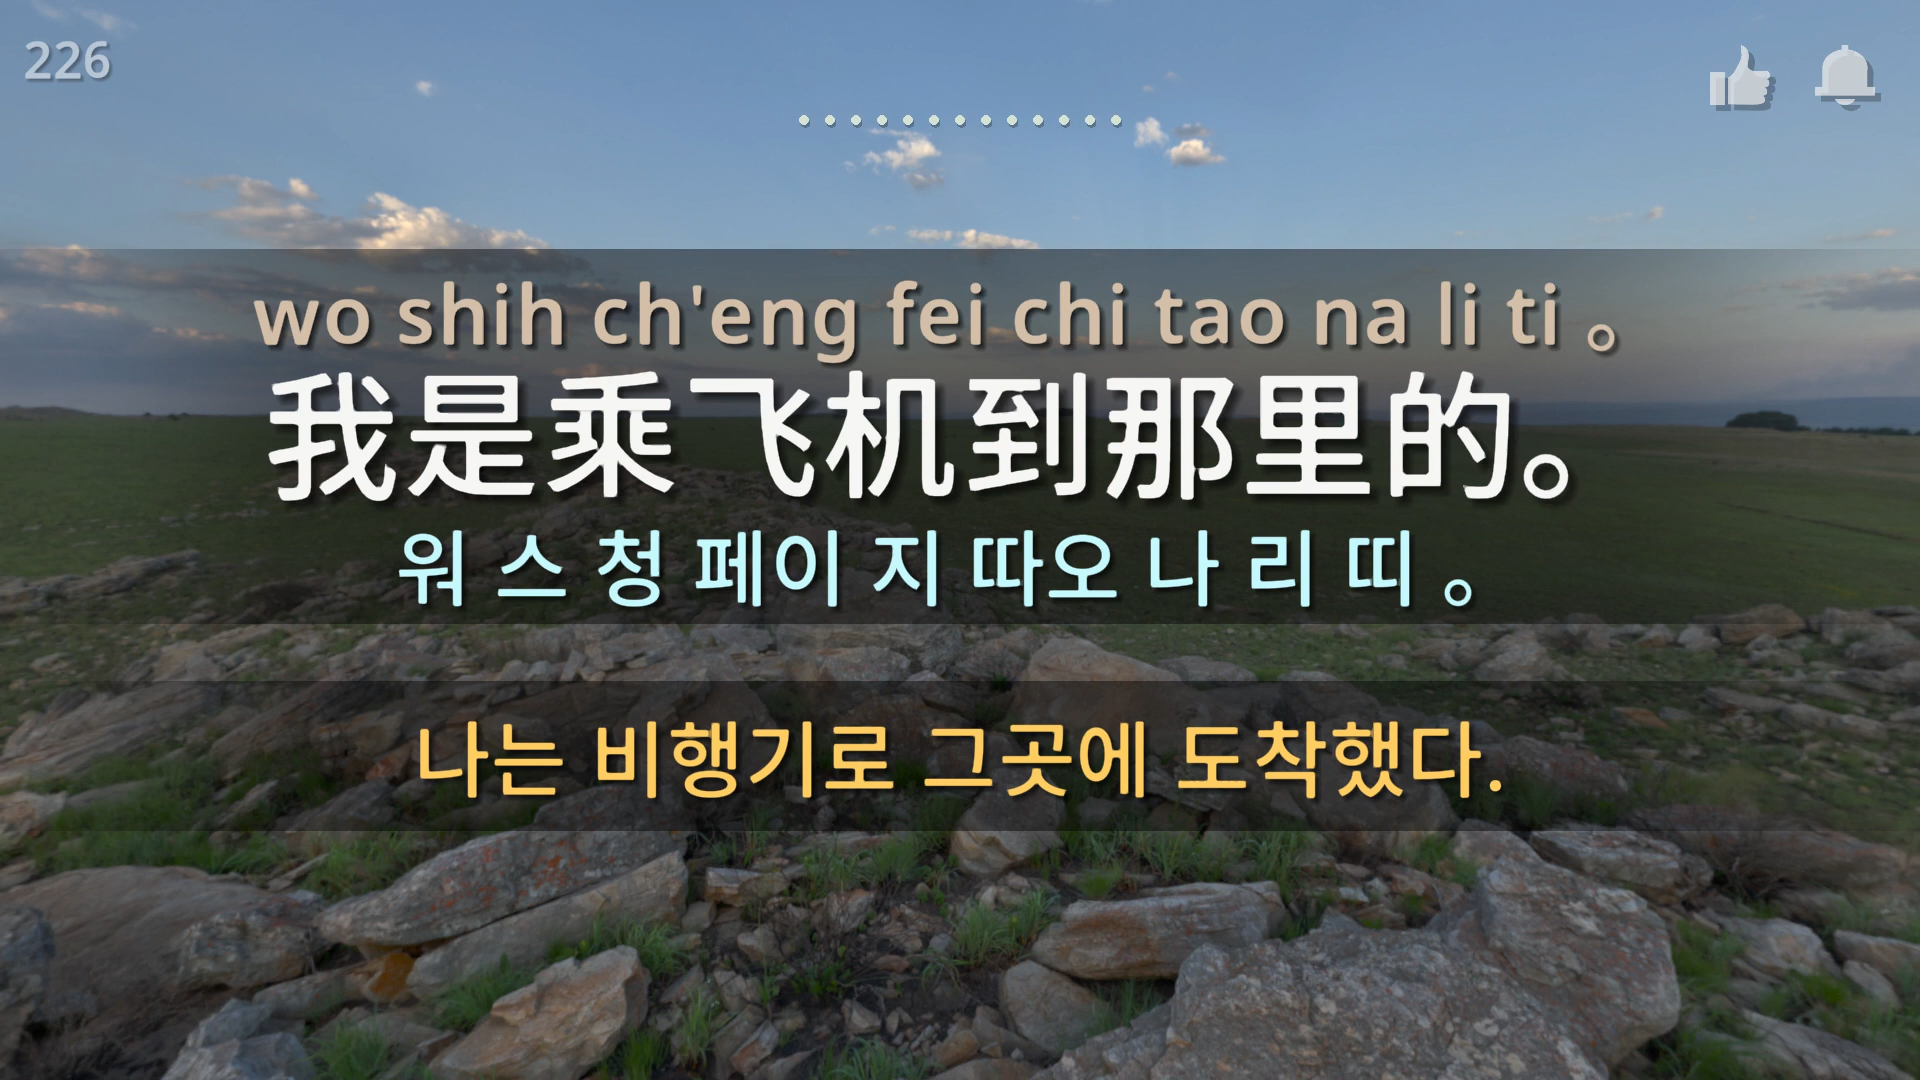 226
wo shih ch'eng fei chi tao na li ti 。
我是乘飞机到那里的。
워 스 청 페이 지 따오 나 리 띠 。
나는 비행기로 그곳에 도착했다.